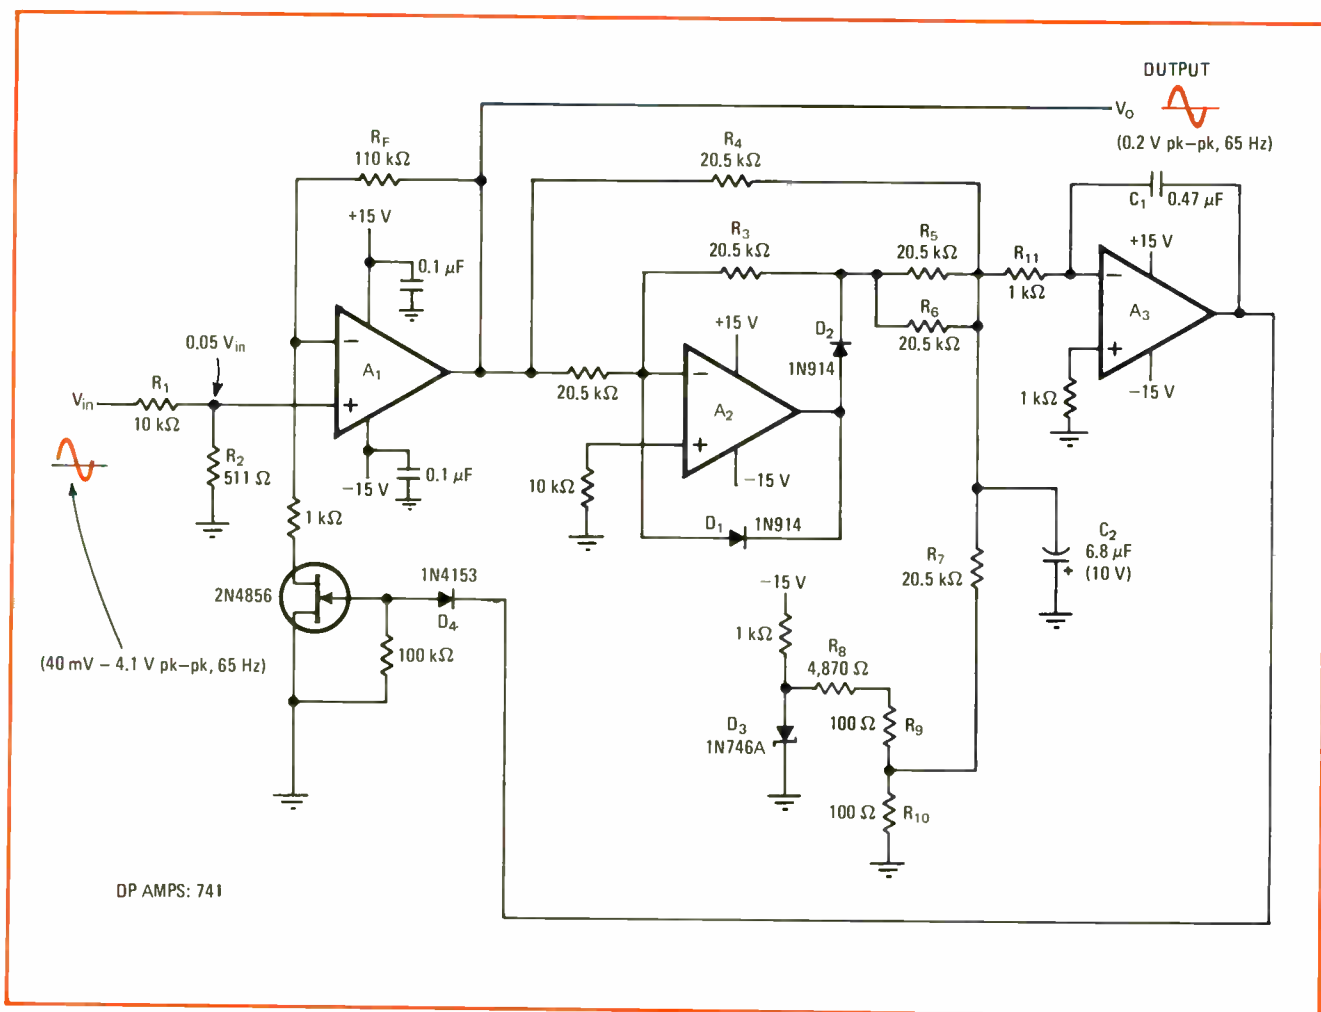 OUTPUT
Vo
(0.2 V pk–pk, 65 Hz)
RF
110 kΩ
R4
20.5 kΩ
C1 0.47 μF
+15 V
0.1 μF
R3
20.5 kΩ
R5
20.5 kΩ
R11
1 kΩ
+15 V
A3
R6
20.5 kΩ
+15 V
D2
1N914
0.05 Vin
A1
20.5 kΩ
A2
–15 V
1 kΩ
R1
Vin
10 kΩ
R2
511 Ω
–15 V
0.1 μF
–15 V
10 kΩ
1 kΩ
D1 1N914
C2
6.8 μF
(10 V)
R7
20.5 kΩ
2N4856
1N4153
D4
–15 V
1 kΩ
100 kΩ
R8
4,870 Ω
(40 mV – 4.1 V pk–pk, 65 Hz)
D3
1N746A
100 Ω R9
100 Ω R10
OP AMPS: 741